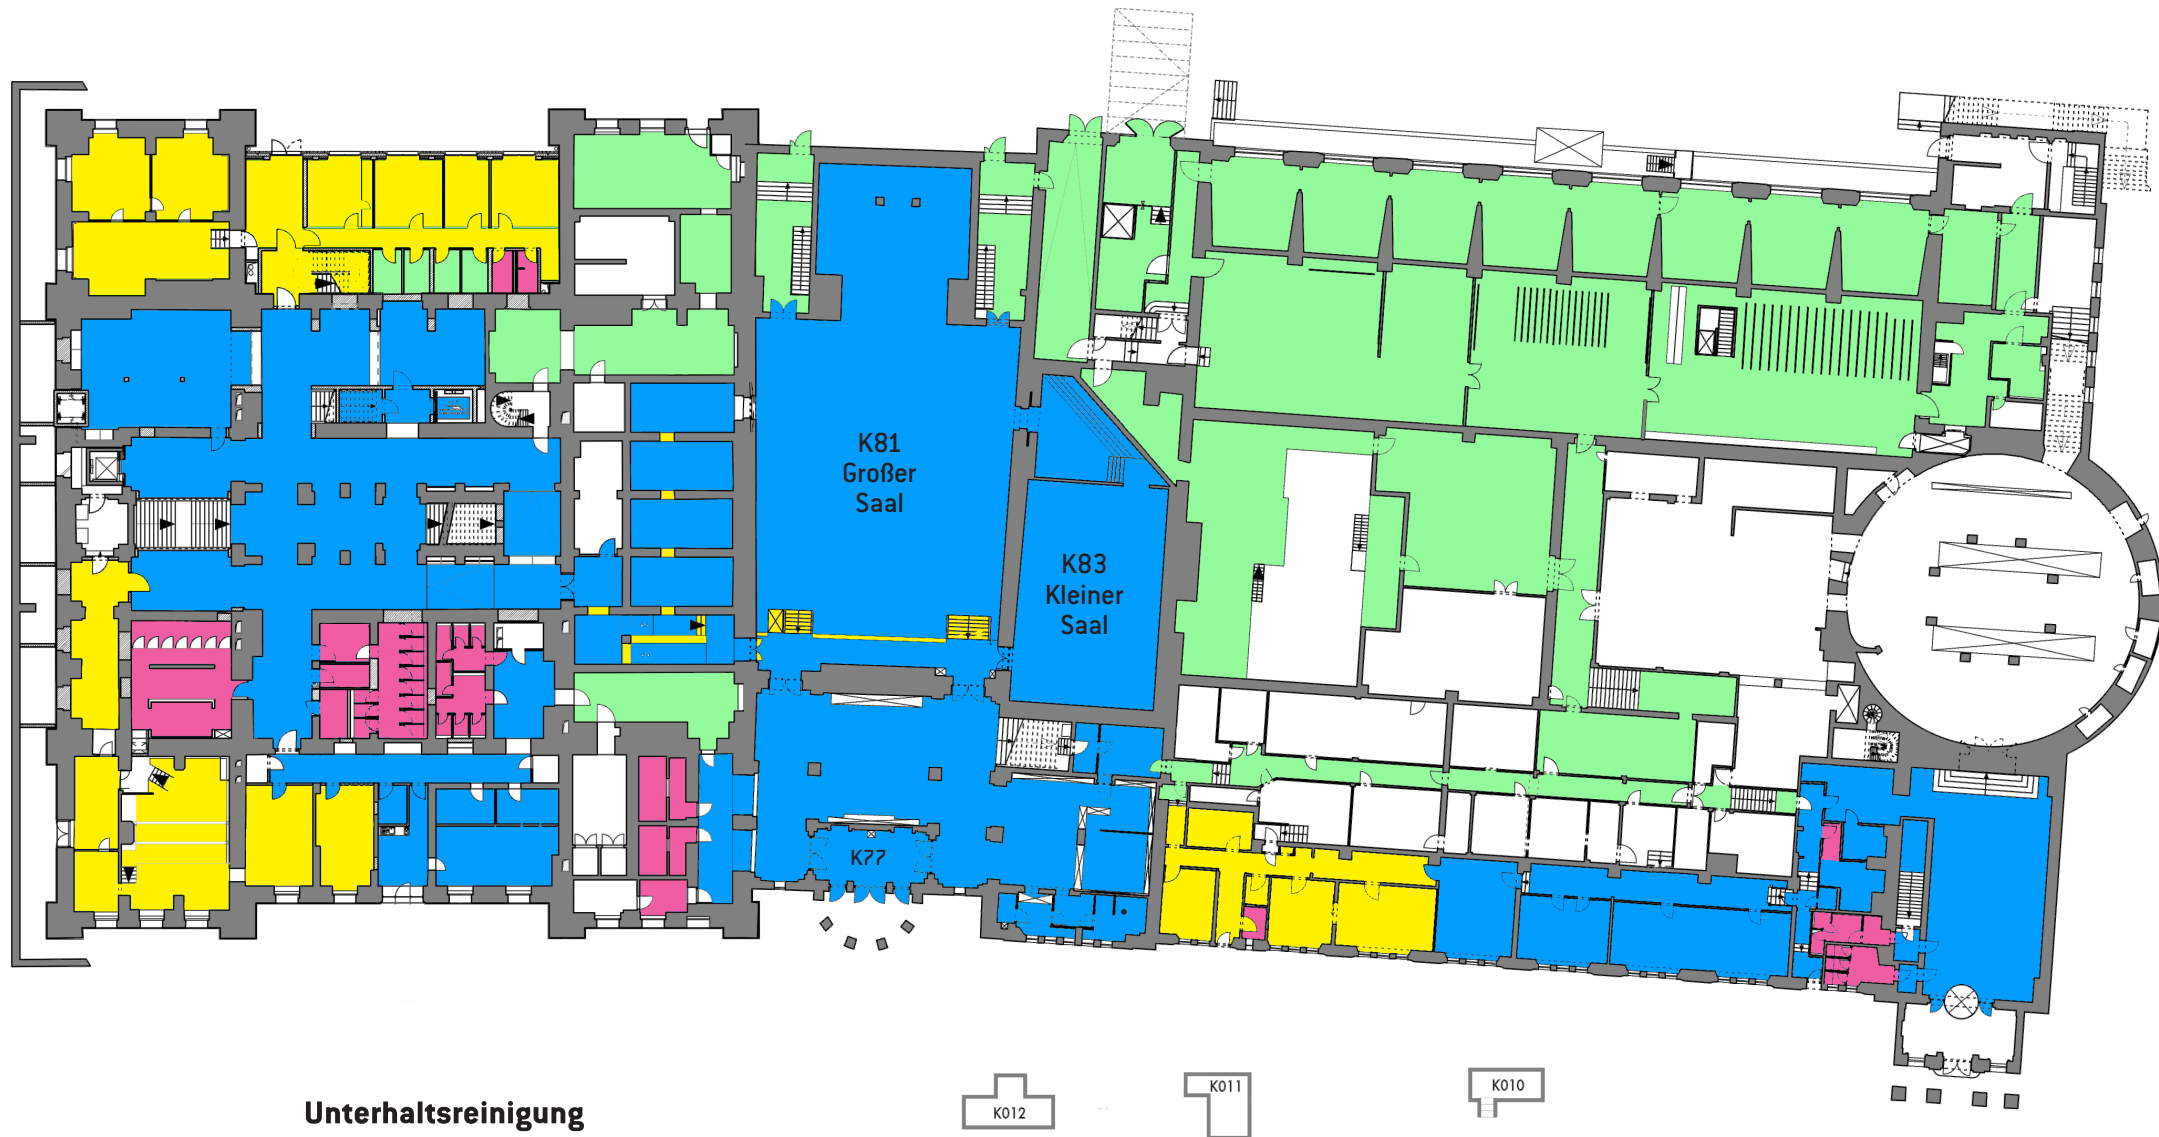 K81
Großer
Saal
K83
Kleiner
Saal
K77
Unterhaltsreinigung
K012
K011
K010